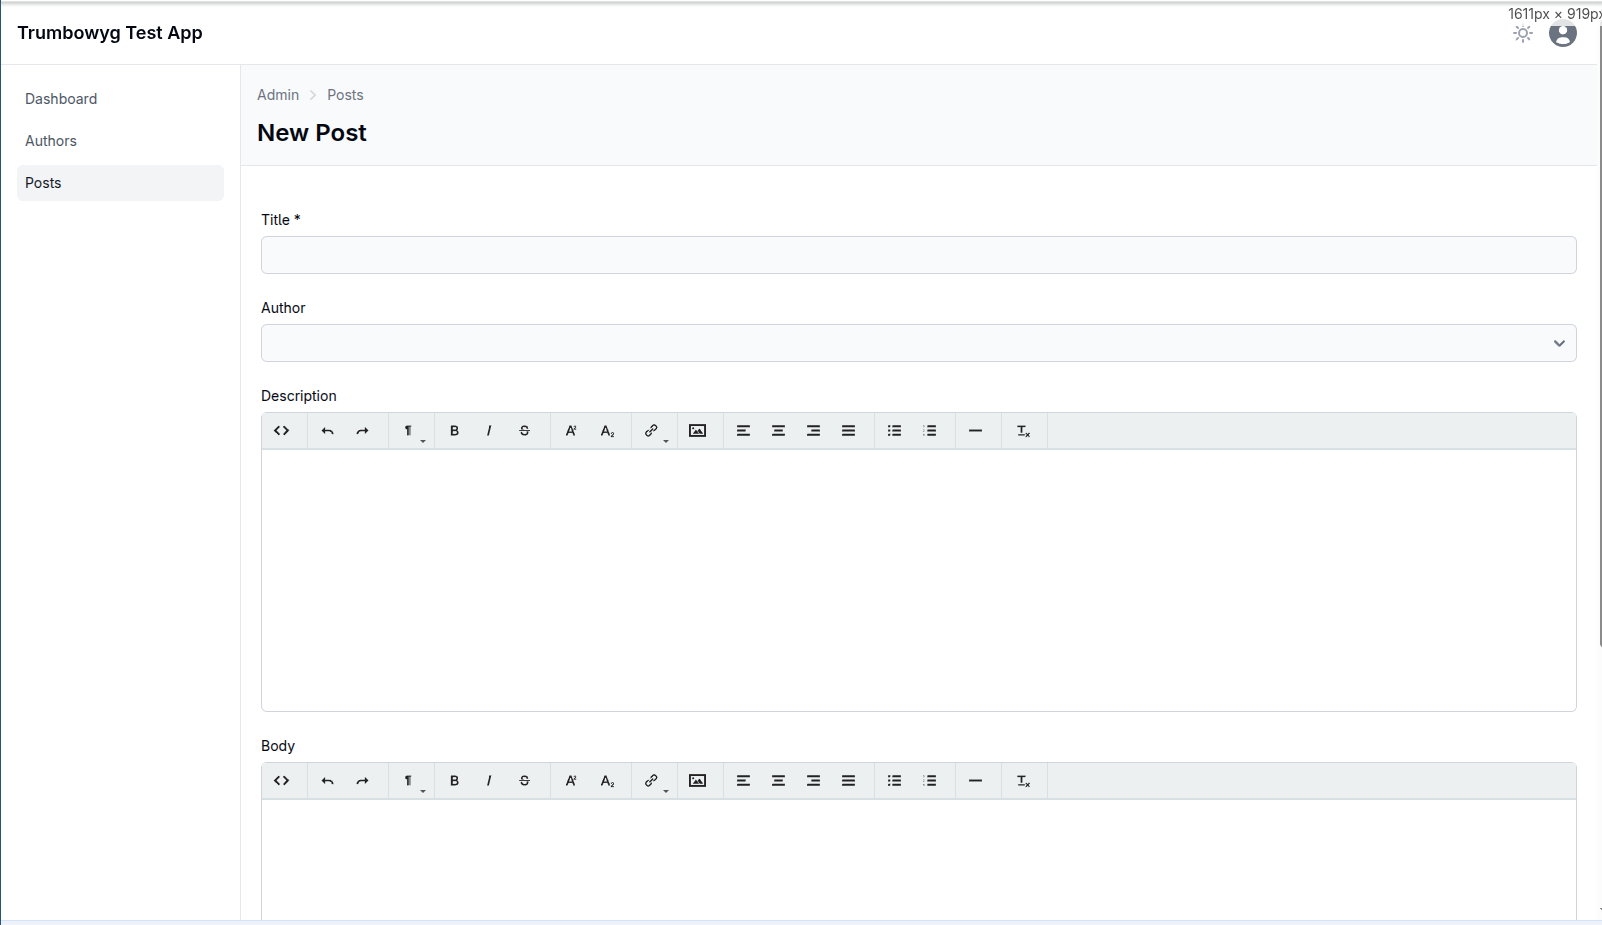 1611px × 919px
Trumbowyg Test App
Dashboard
Authors
Posts
Admin > Posts
New Post
Title *
Author
Description
Body